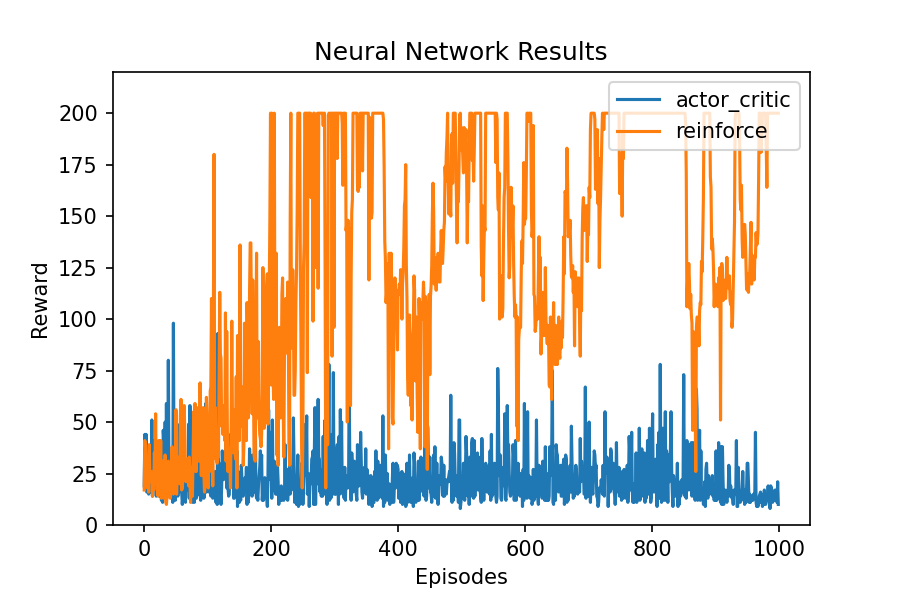 Neural Network Results
actor_critic
reinforce
200
175
150
125
100
75
50
25
0
Reward
0 200 400 600 800 1000
Episodes